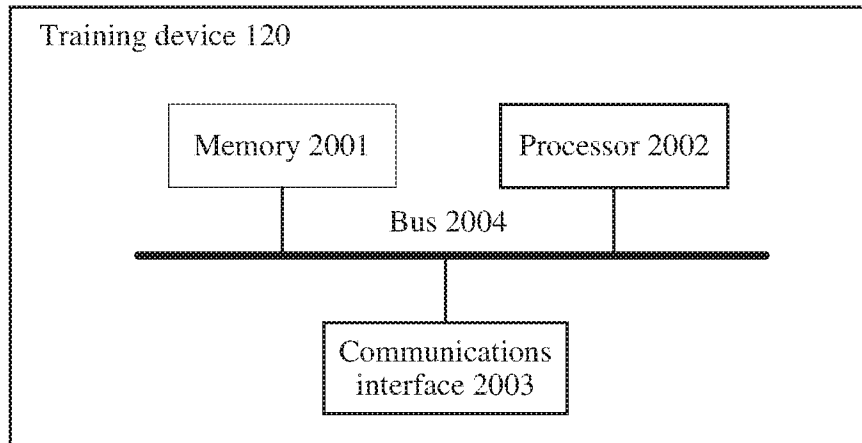 Training device 120
Memory 2001
Processor 2002
Bus 2004
Communications
interface 2003